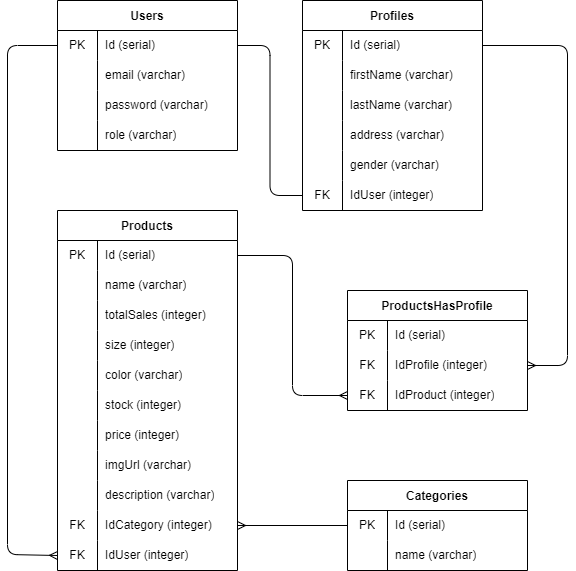 Users
PK Id (serial)
email (varchar)
password (varchar)
role (varchar)
Profiles
PK Id (serial)
firstName (varchar)
lastName (varchar)
address (varchar)
gender (varchar)
FK IdUser (integer)
Products
PK Id (serial)
name (varchar)
totalSales (integer)
size (integer)
color (varchar)
stock (integer)
price (integer)
imgUrl (varchar)
description (varchar)
FK IdCategory (integer)
FK IdUser (integer)
ProductsHasProfile
PK Id (serial)
FK IdProfile (integer)
FK IdProduct (integer)
Categories
PK Id (serial)
name (varchar)